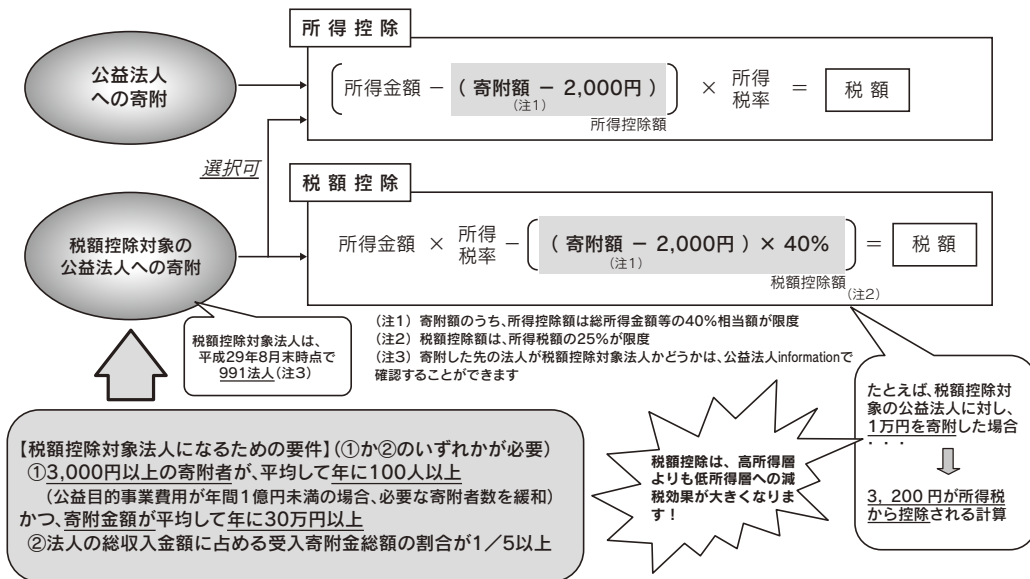 所 得 控 除
公益法人
への寄附
所得金額 － （ 寄附額 － 2,000円 ） × 所得税率 ＝ 税 額
（注1）
所得控除額
選択可
税 額 控 除
税額控除対象の
公益法人への寄附
所得金額 × 所得税率 － （ 寄附額 － 2,000円 ） × 40% ＝ 税 額
（注1）
税額控除額
（注2）
税額控除対象法人は、
平成29年8月末時点で
991法人（注3）
（注1） 寄附額のうち、所得控除額は総所得金額等の40%相当額が限度
（注2） 税額控除額は、所得税額の25%が限度
（注3） 寄附した先の法人が税額控除対象法人かどうかは、公益法人informationで
確認することができます
たとえば、税額控除対
象の公益法人に対し、
1万円を寄附した場合
・・・
3, 200 円が所得税
から控除される計算
税額控除は、高所得層
よりも低所得層への減
税効果が大きくなりま
す！
【税額控除対象法人になるための要件】（①か②のいずれかが必要）
①3,000円以上の寄附者が、平均して年に100人以上
（公益目的事業費用が年間1億円未満の場合、必要な寄附者数を緩和）
かつ、寄附金額が平均して年に30万円以上
②法人の総収入金額に占める受入寄附金総額の割合が1／5以上